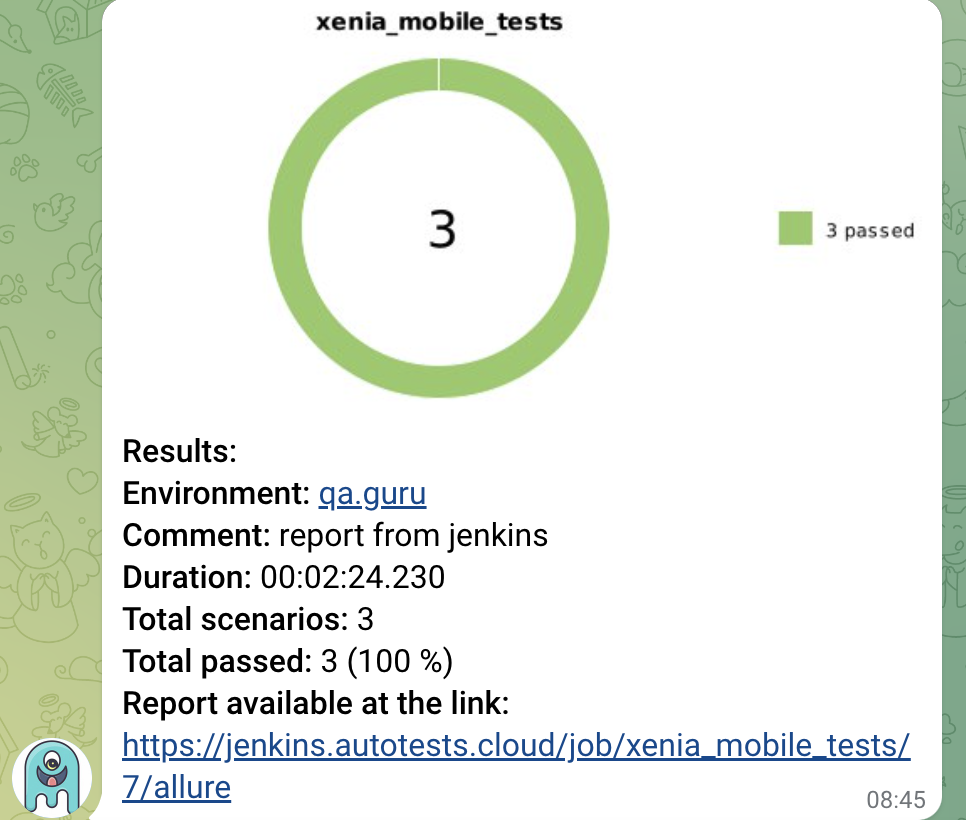 xenia_mobile_tests
3
3 passed
Results:
Environment: qa.guru
Comment: report from jenkins
Duration: 00:02:24.230
Total scenarios: 3
Total passed: 3 (100 %)
Report available at the link:
https://jenkins.autotests.cloud/job/xenia_mobile_tests/
7/allure
08:45